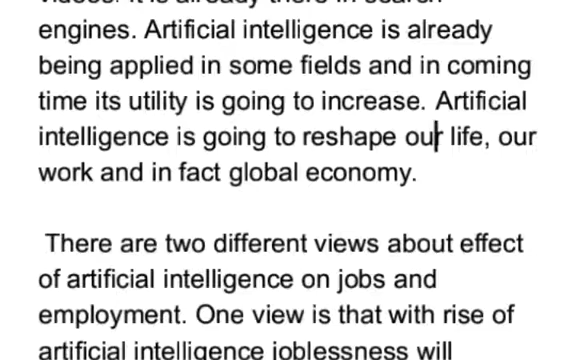 engines. Artificial intelligence is already
being applied in some fields and in coming
time its utility is going to increase. Artificial
intelligence is going to reshape our life, our
work and in fact global economy.
There are two different views about effect
of artificial intelligence on jobs and
employment. One view is that with rise of
artificial intelligence joblessness will